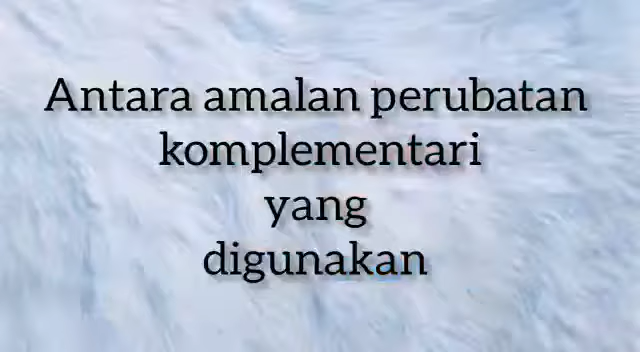 Antara amalan perubatan
komplementari
yang
digunakan